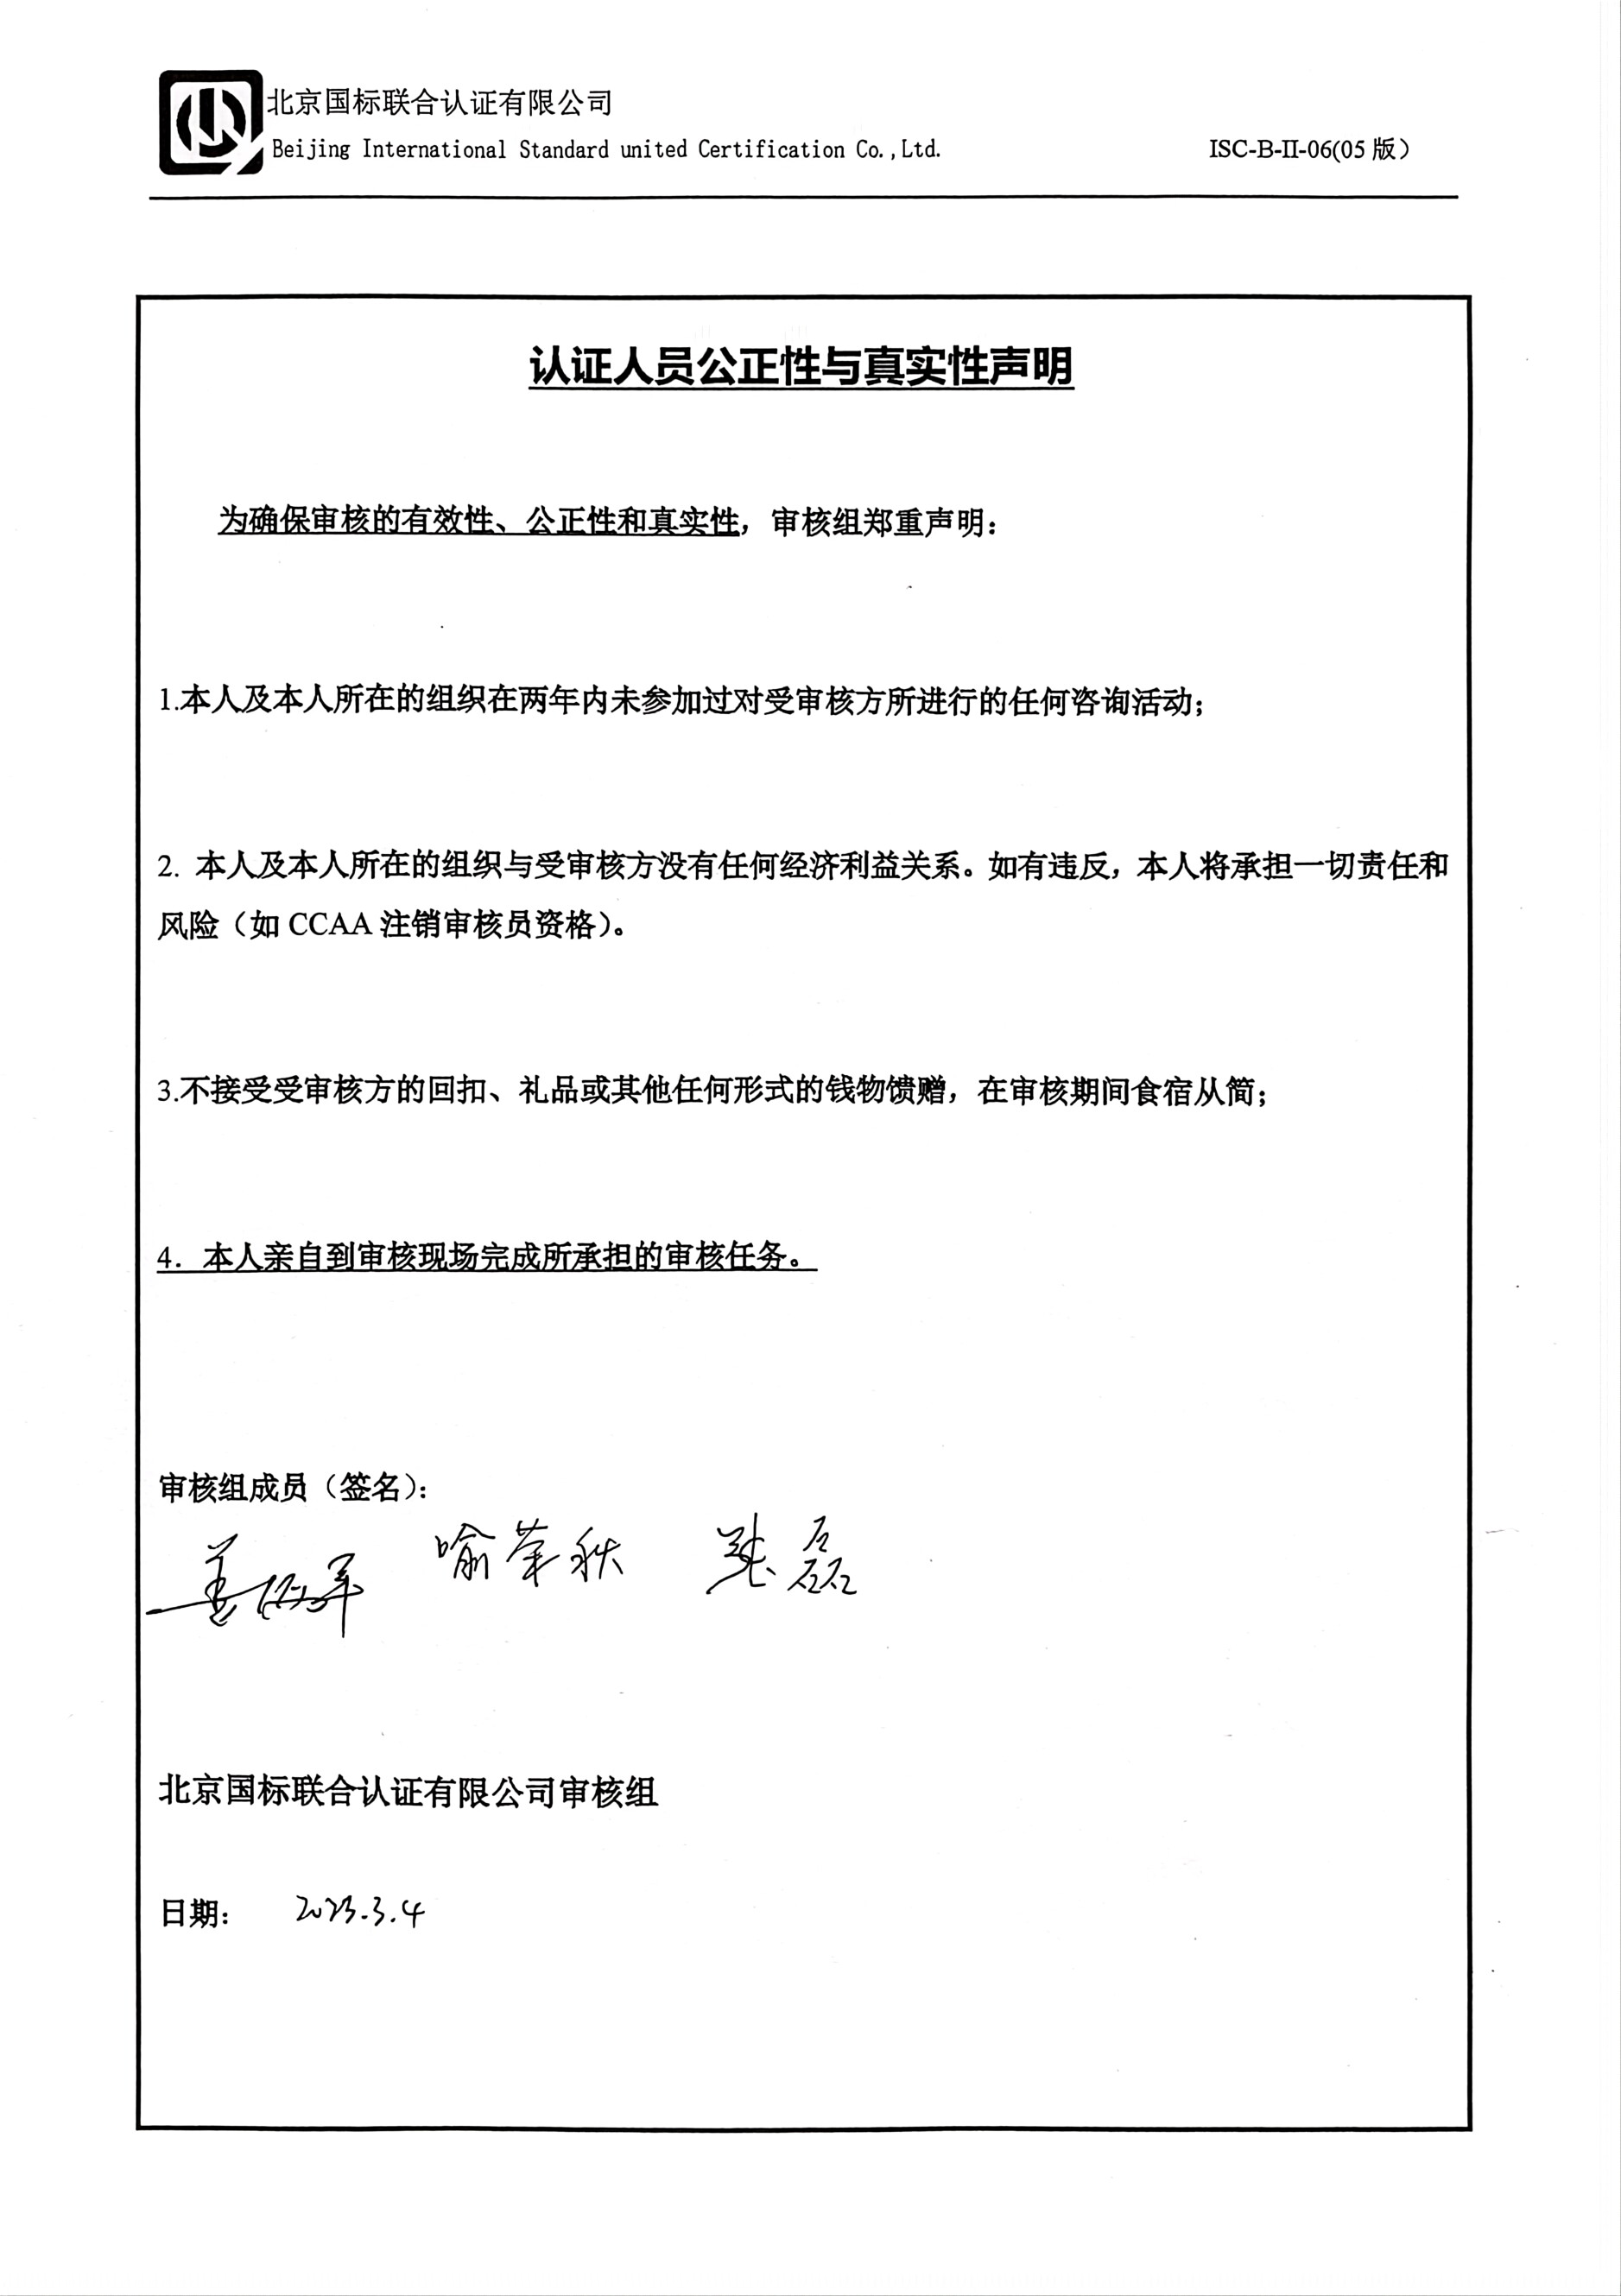 北京国标联合认证有限公司
Beijing International Standard united Certification Co.,Ltd.
ISC-B-II-06(05 版）
认证人员公正性与真实性声明
为确保审核的有效性、公正性和真实性，审核组郑重声明：
1.本人及本人所在的组织在两年内未参加过对受审核方所进行的任何咨询活动；
2. 本人及本人所在的组织与受审核方没有任何经济利益关系。如有违反，本人将承担一切责任和
风险（如 CCAA 注销审核员资格）。
3.不接受受审核方的回扣、礼品或其他任何形式的钱物馈赠，在审核期间食宿从简；
4. 本人亲自到审核现场完成所承担的审核任务。
审核组成员（签名）：
喻荣秋 张磊
北京国标联合认证有限公司审核组
日期： 2023.3.4